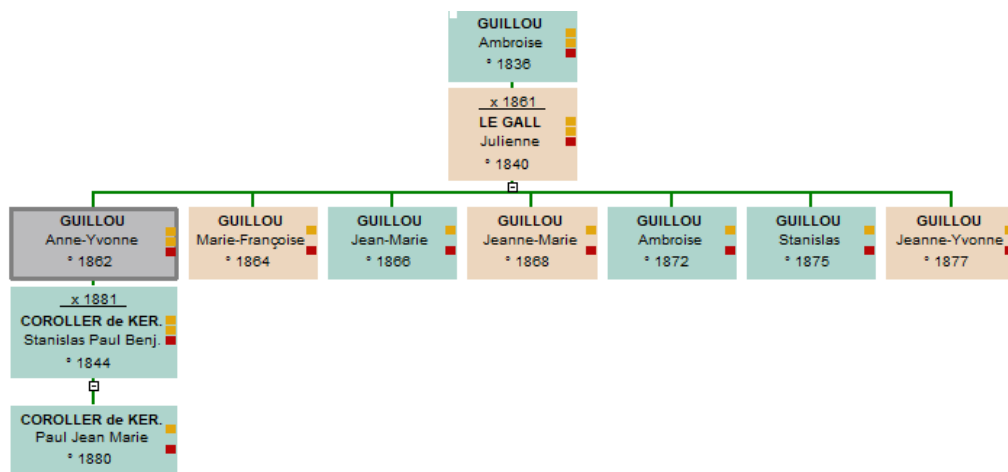 GUILLOU
Ambroise
° 1836
x 1861
LE GALL
Julienne
° 1840
GUILLOU
Anne-Yvonne
° 1862
GUILLOU
Marie-Françoise
° 1864
GUILLOU
Jean-Marie
° 1866
GUILLOU
Jeanne-Marie
° 1868
GUILLOU
Ambroise
° 1872
GUILLOU
Stanislas
° 1875
GUILLOU
Jeanne-Yvonne
° 1877
x 1881
COROLLER de KER.
Stanislas Paul Benj.
° 1844
COROLLER de KER.
Paul Jean Marie
° 1880